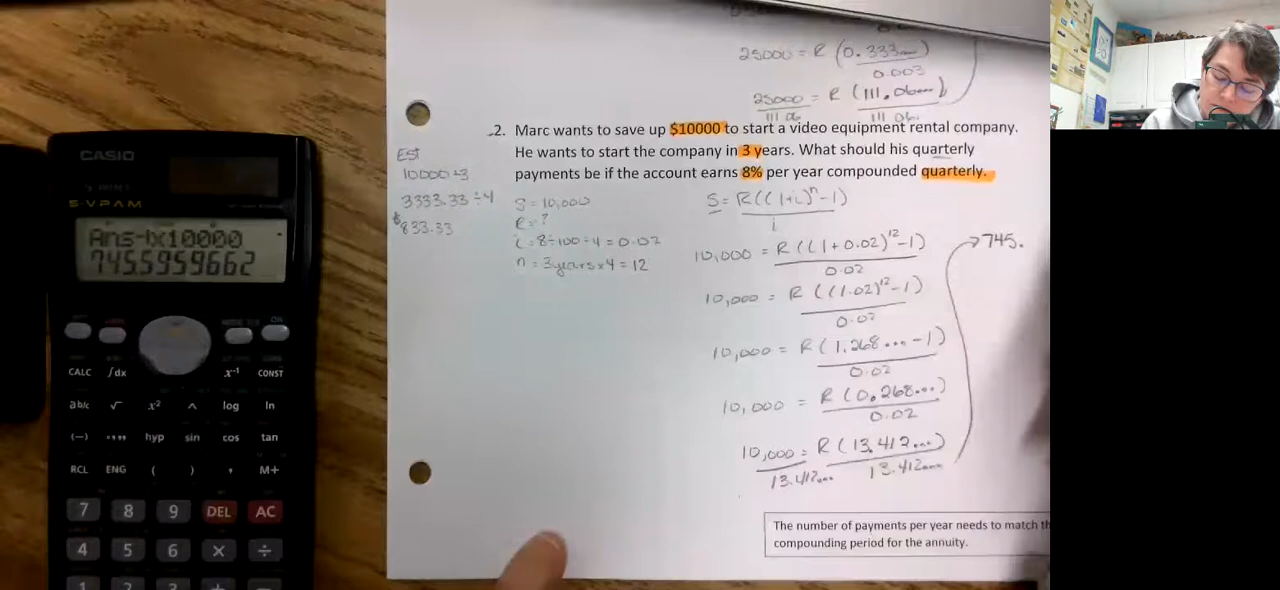 25000 = R (0.333...)
0.003
25000 = R (111.06...)
111.06 111.06
2. Marc wants to save up $10000 to start a video equipment rental company.
He wants to start the company in 3 years. What should his quarterly
payments be if the account earns 8% per year compounded quarterly.
Est
10000÷3
3333.33÷4
$833.33
S = 10,000
R = ?
i = 8÷100÷4 = 0.02
n = 3 years x 4 = 12
S = R((1+i)^n -1)
i
10,000 = R((1+0.02)^12 -1)
0.02
10,000 = R((1.02)^12 -1)
0.02
10,000 = R(1.268... -1)
0.02
10,000 = R(0.268...)
0.02
10,000 = R(13.412...)
13.412... 13.412...
745.
The number of payments per year needs to match th
compounding period for the annuity.
CASIO
S-V.P.A.M.
Ans-1x10000
745.5959662
MODE ON
CALC ∫dx x-1 CONST
ab/c √ x² ^ log ln
(−) hyp sin cos tan
RCL ENG ( ) , M+
7 8 9 DEL AC
4 5 6 × ÷
1 2 3 + −